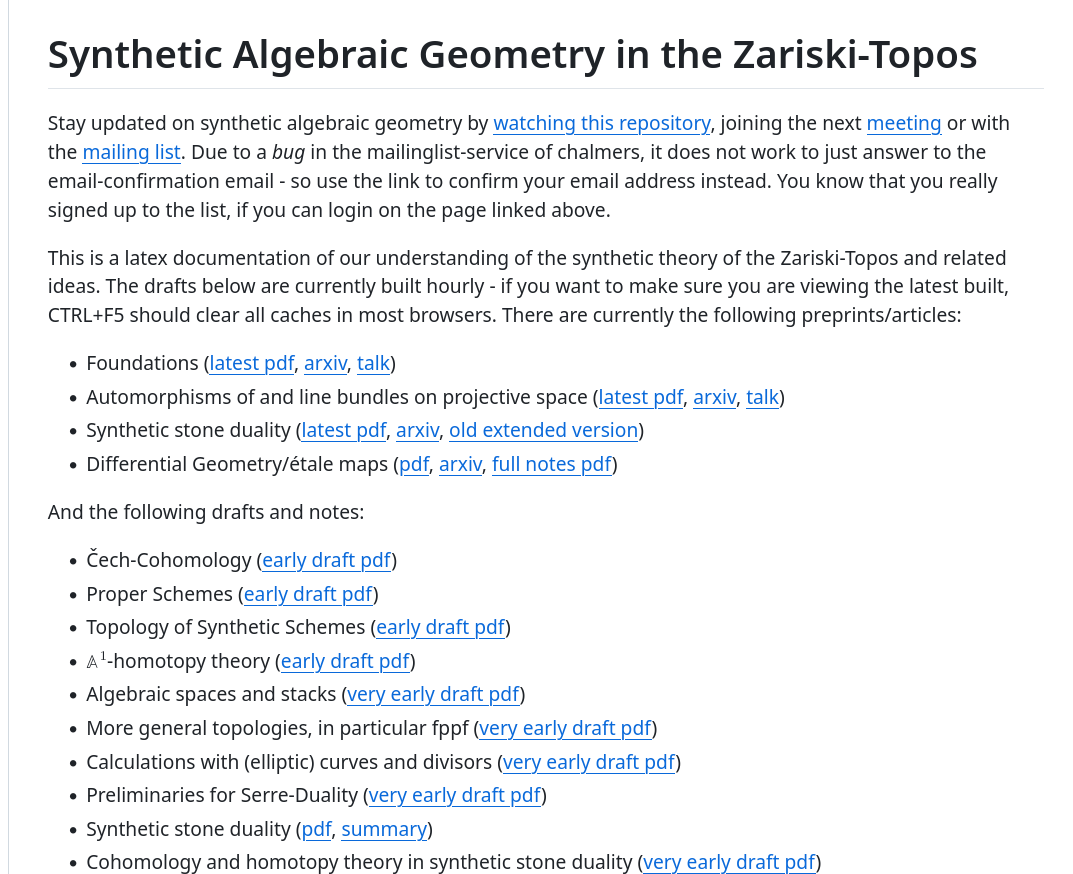 Synthetic Algebraic Geometry in the Zariski-Topos
Stay updated on synthetic algebraic geometry by watching this repository, joining the next meeting or with
the mailing list. Due to a bug in the mailinglist-service of chalmers, it does not work to just answer to the
email-confirmation email - so use the link to confirm your email address instead. You know that you really
signed up to the list, if you can login on the page linked above.
This is a latex documentation of our understanding of the synthetic theory of the Zariski-Topos and related
ideas. The drafts below are currently built hourly - if you want to make sure you are viewing the latest built,
CTRL+F5 should clear all caches in most browsers. There are currently the following preprints/articles:
• Foundations (latest pdf, arxiv, talk)
• Automorphisms of and line bundles on projective space (latest pdf, arxiv, talk)
• Synthetic stone duality (latest pdf, arxiv, old extended version)
• Differential Geometry/étale maps (pdf, arxiv, full notes pdf)
And the following drafts and notes:
• Čech-Cohomology (early draft pdf)
• Proper Schemes (early draft pdf)
• Topology of Synthetic Schemes (early draft pdf)
• 𝔸¹-homotopy theory (early draft pdf)
• Algebraic spaces and stacks (very early draft pdf)
• More general topologies, in particular fppf (very early draft pdf)
• Calculations with (elliptic) curves and divisors (very early draft pdf)
• Preliminaries for Serre-Duality (very early draft pdf)
• Synthetic stone duality (pdf, summary)
• Cohomology and homotopy theory in synthetic stone duality (very early draft pdf)